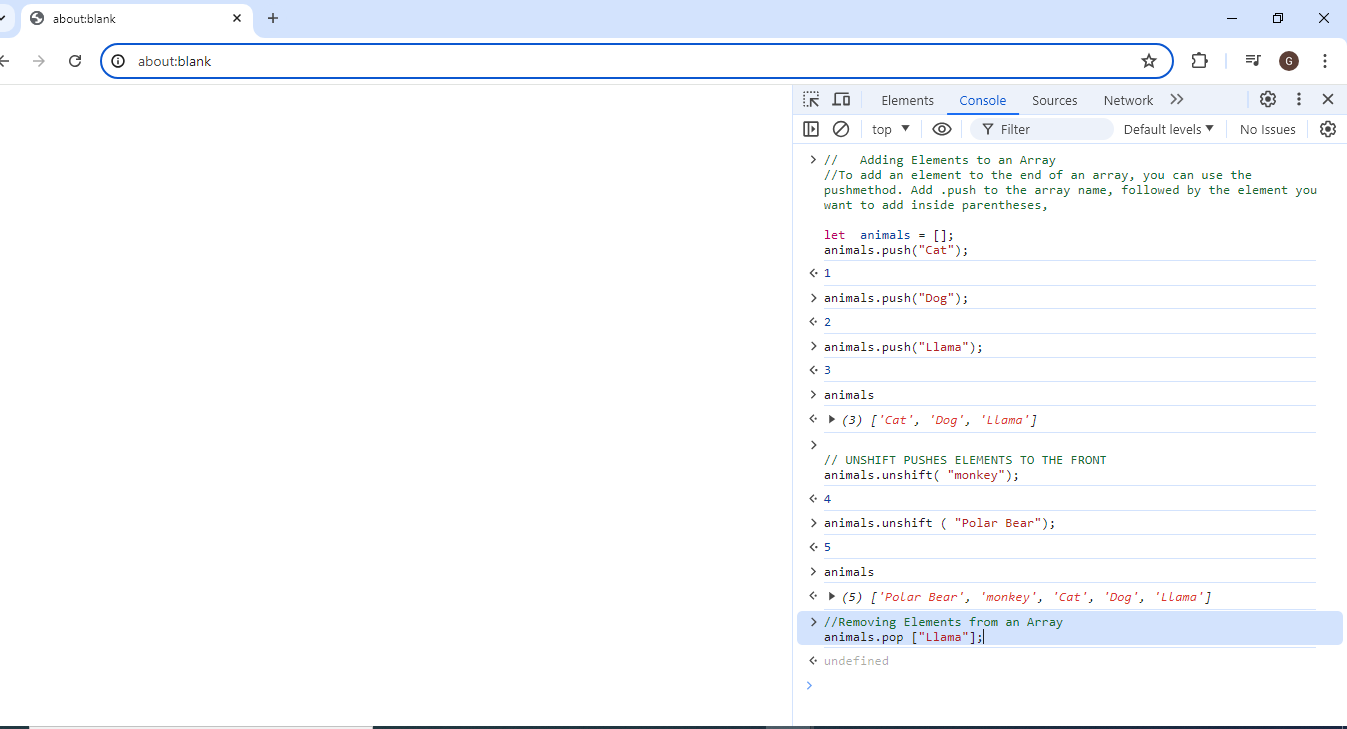 about:blank
about:blank
G
Elements Console Sources Network
top Filter Default levels No Issues
//   Adding Elements to an Array
//To add an element to the end of an array, you can use the
pushmethod. Add .push to the array name, followed by the element you
want to add inside parentheses,
let  animals = [];
animals.push("Cat");
1
animals.push("Dog");
2
animals.push("Llama");
3
animals
(3) ['Cat', 'Dog', 'Llama']
// UNSHIFT PUSHES ELEMENTS TO THE FRONT
animals.unshift( "monkey");
4
animals.unshift ( "Polar Bear");
5
animals
(5) ['Polar Bear', 'monkey', 'Cat', 'Dog', 'Llama']
//Removing Elements from an Array
animals.pop ["Llama"];
undefined